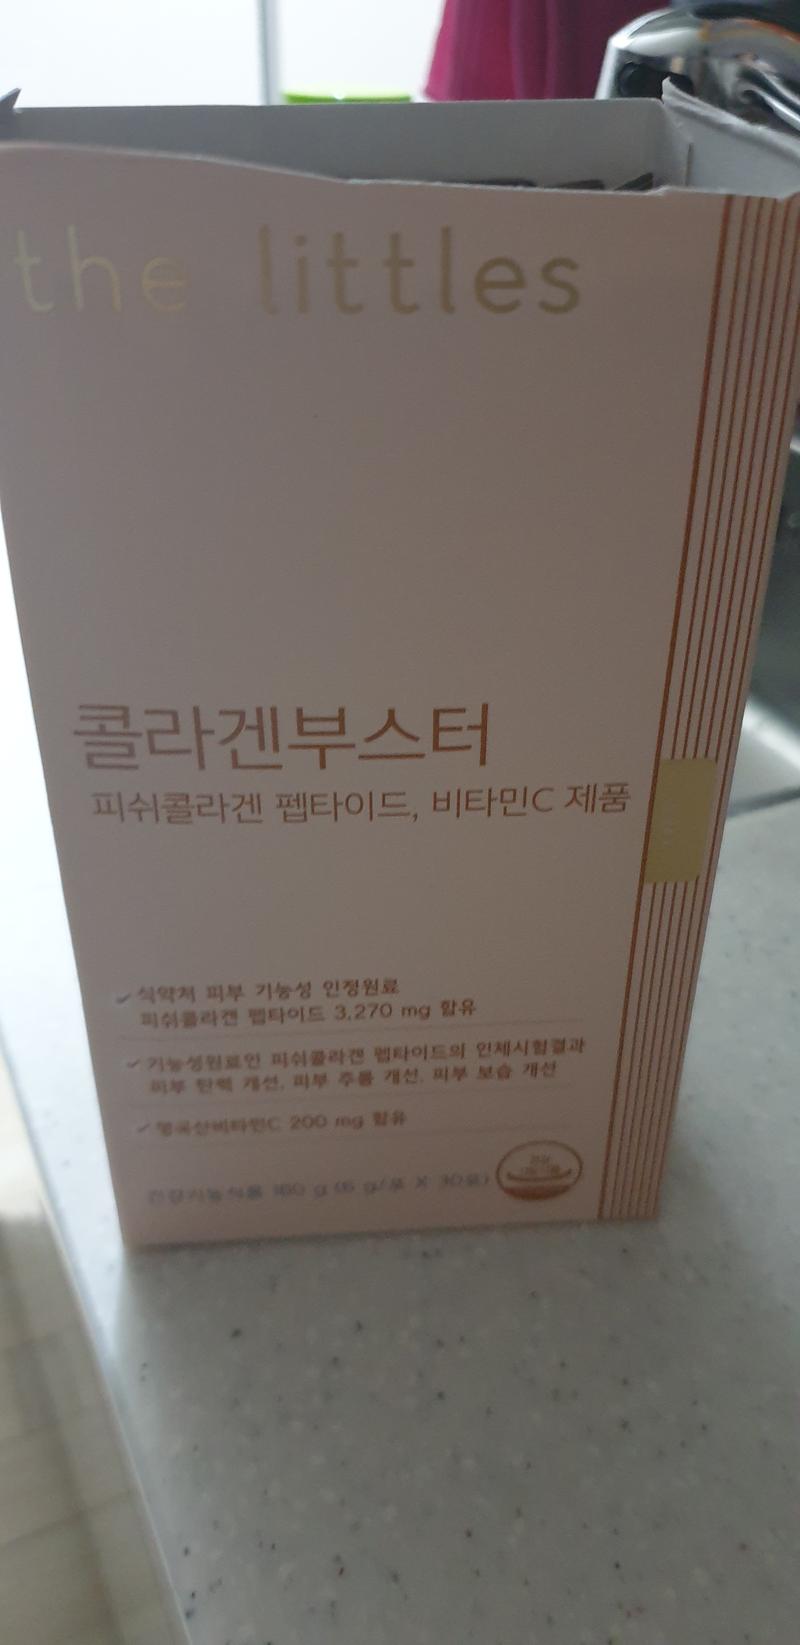 the littles
콜라겐부스터
피쉬콜라겐 펩타이드, 비타민C 제품
식약처 피부 기능성 인정원료
피쉬콜라겐 펩타이드 3,270 mg 함유
기능성원료인 피쉬콜라겐 펩타이드의 인체시험결과
피부 탄력 개선, 피부 주름 개선, 피부 보습 개선
영국산비타민C 200 mg 함유
건강기능식품 g (6 g/포 X 30포)